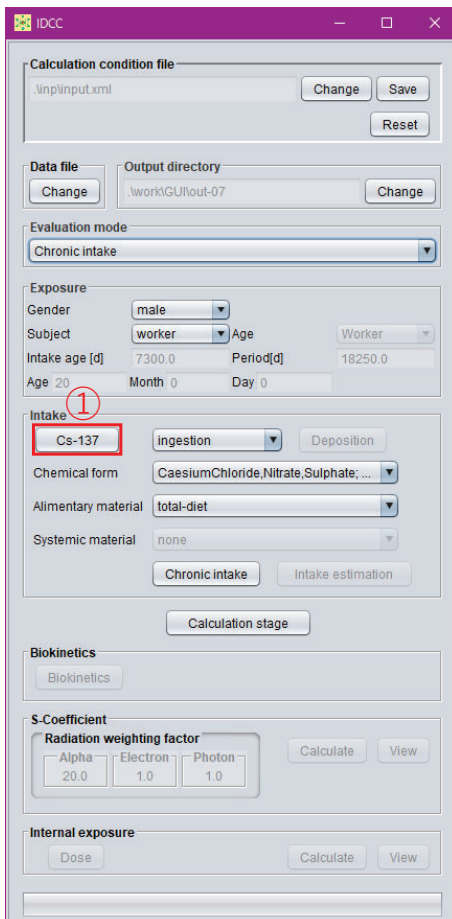 IDCC
Calculation condition file
.\inp\input.xml Change Save
Reset
Data file Output directory
Change .\work\GUI\out-07 Change
Evaluation mode
Chronic intake
Exposure
Gender male
Subject worker Age Worker
Intake age [d] 7300.0 Period[d] 18250.0
Age 20 Month 0 Day 0
①
Intake
Cs-137 ingestion Deposition
Chemical form CaesiumChloride,Nitrate,Sulphate; ...
Alimentary material total-diet
Systemic material none
Chronic intake Intake estimation
Calculation stage
Biokinetics
Biokinetics
S-Coefficient
Radiation weighting factor
Alpha Electron Photon Calculate View
20.0 1.0 1.0
Internal exposure
Dose Calculate View